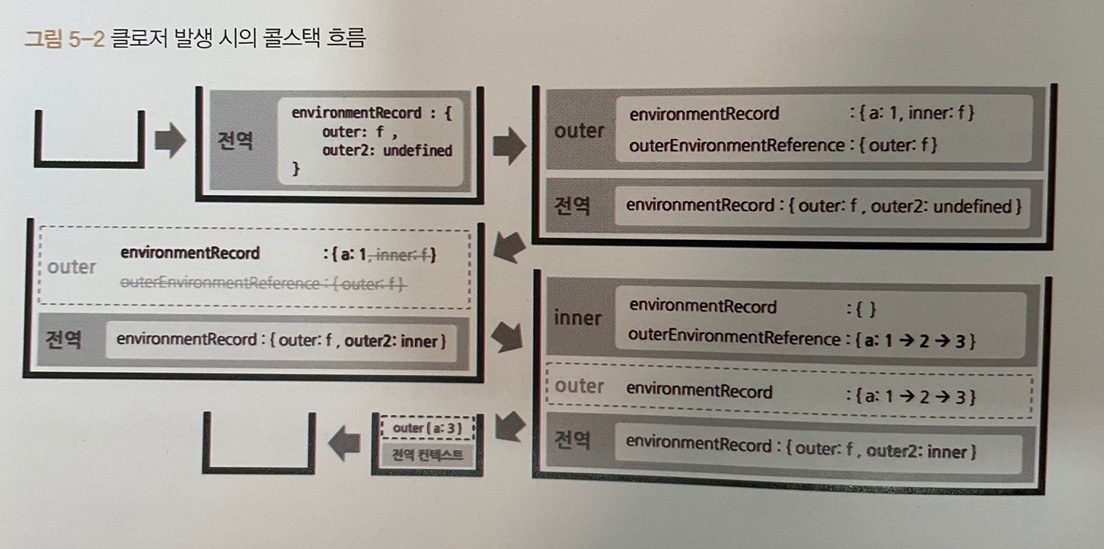 그림 5-2 클로저 발생 시의 콜스택 흐름
전역
environmentRecord : {
outer: f ,
outer2: undefined
}
outer
environmentRecord : { a: 1, inner: f }
outerEnvironmentReference : { outer: f }
전역
environmentRecord : { outer: f , outer2: undefined }
outer
environmentRecord : { a: 1, inner: f }
outerEnvironmentReference : { outer: f }
전역
environmentRecord : { outer: f , outer2: inner }
inner
environmentRecord : { }
outerEnvironmentReference : { a: 1 → 2 → 3 }
outer
environmentRecord : { a: 1 → 2 → 3 }
전역
environmentRecord : { outer: f , outer2: inner }
outer { a: 3 }
전역 컨텍스트